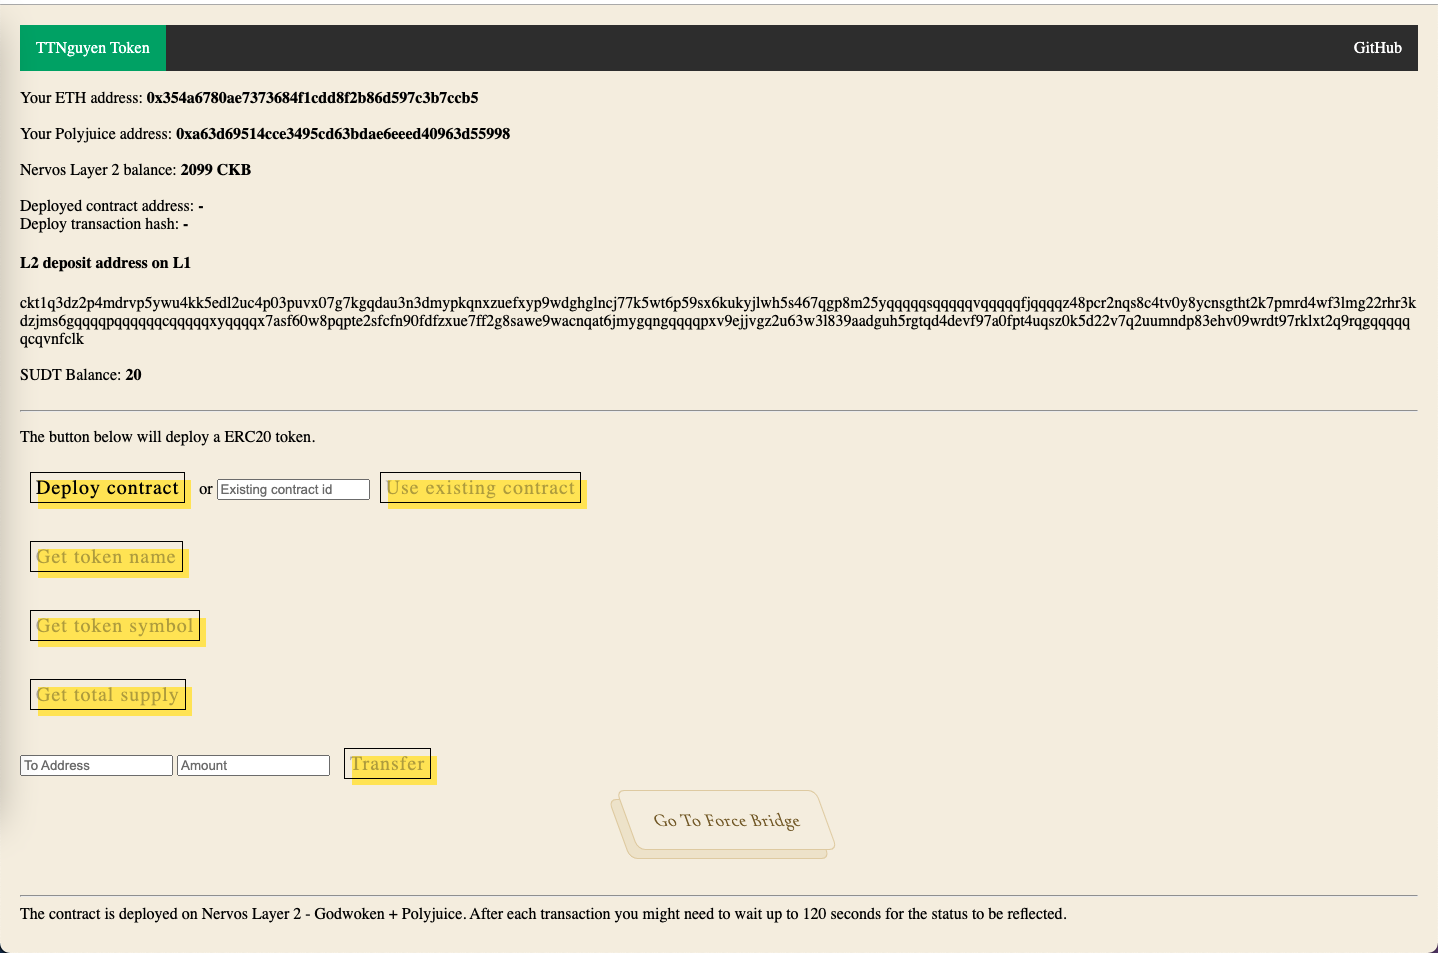 TTNguyen Token GitHub
Your ETH address: 0x354a6780ae7373684f1cdd8f2b86d597c3b7ccb5
Your Polyjuice address: 0xa63d69514cce3495cd63bdae6eeed40963d55998
Nervos Layer 2 balance: 2099 CKB
Deployed contract address: -
Deploy transaction hash: -
L2 deposit address on L1
ckt1q3dz2p4mdrvp5ywu4kk5edl2uc4p03puvx07g7kgqdau3n3dmypkqnxzuefxyp9wdghglncj77k5wt6p59sx6kukyjlwh5s467qgp8m25yqqqqqsqqqqqvqqqqqfjqqqqz48pcr2nqs8c4tv0y8ycnsgtht2k7pmrd4wf3lmg22rhr3k
dzjms6gqqqqpqqqqqqcqqqqqxyqqqqx7asf60w8pqpte2sfcfn90fdfzxue7ff2g8sawe9wacnqat6jmygqngqqqqpxv9ejjvgz2u63w3l839aadguh5rgtqd4devf97a0fpt4uqsz0k5d22v7q2uumndp83ehv09wrdt97rklxt2q9rqgqqqqq
qcqvnfclk
SUDT Balance: 20
The button below will deploy a ERC20 token.
Deploy contract or Existing contract id Use existing contract
Get token name
Get token symbol
Get total supply
To Address Amount Transfer
Go To Force Bridge
The contract is deployed on Nervos Layer 2 - Godwoken + Polyjuice. After each transaction you might need to wait up to 120 seconds for the status to be reflected.